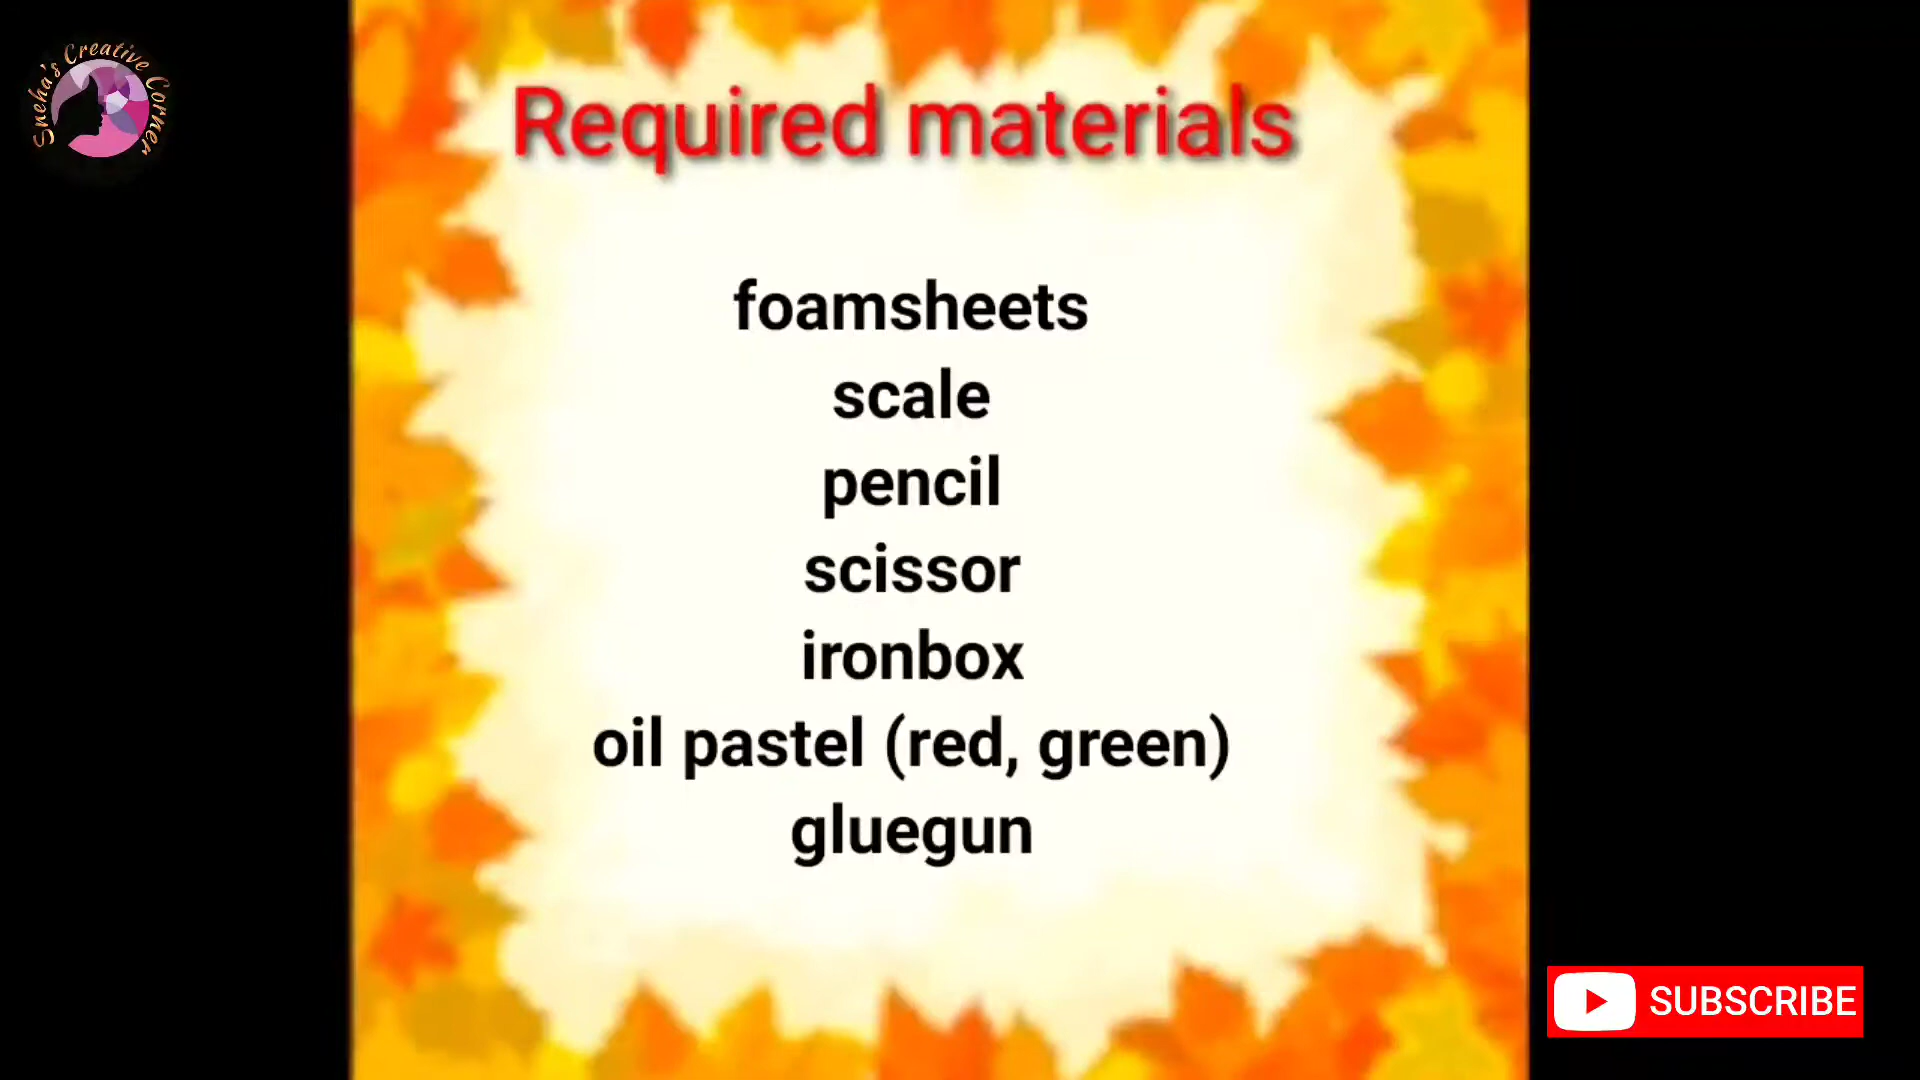 Sneha's Creative Corner
Required materials
foamsheets
scale
pencil
scissor
ironbox
oil pastel (red, green)
gluegun
SUBSCRIBE